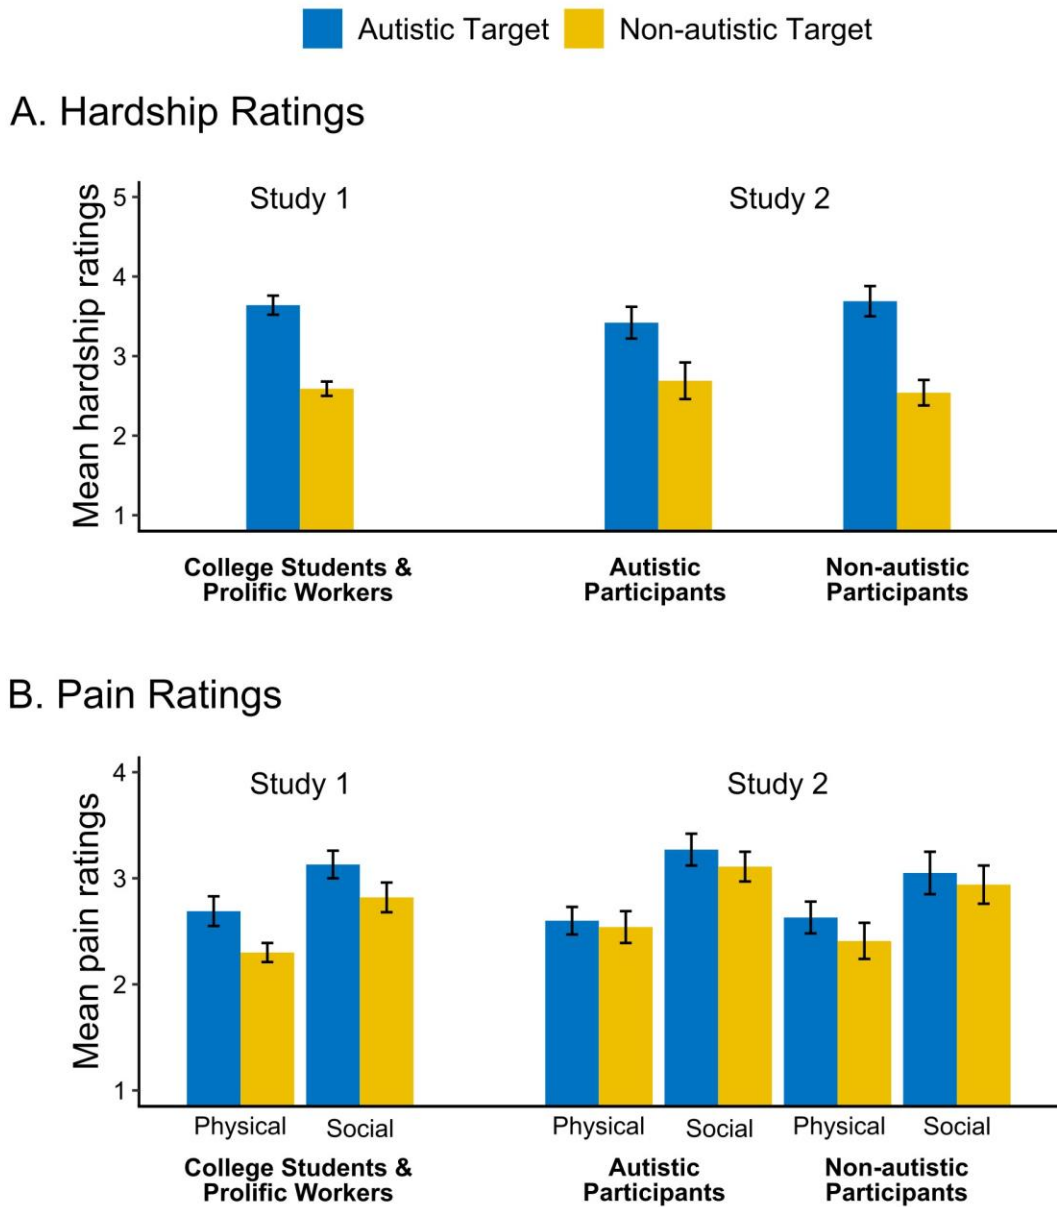 Autistic Target Non-autistic Target
A. Hardship Ratings
Mean hardship ratings
5
4
3
2
1
Study 1 Study 2
College Students &
Prolific Workers
Autistic
Participants
Non-autistic
Participants
B. Pain Ratings
Mean pain ratings
4
3
2
1
Study 1 Study 2
Physical Social Physical Social Physical Social
College Students &
Prolific Workers
Autistic
Participants
Non-autistic
Participants